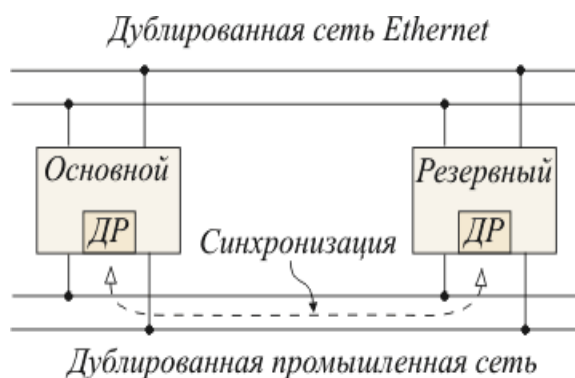 Дублированная сеть Ethernet
Основной
Резервный
ДР
ДР
Синхронизация
Дублированная промышленная сеть